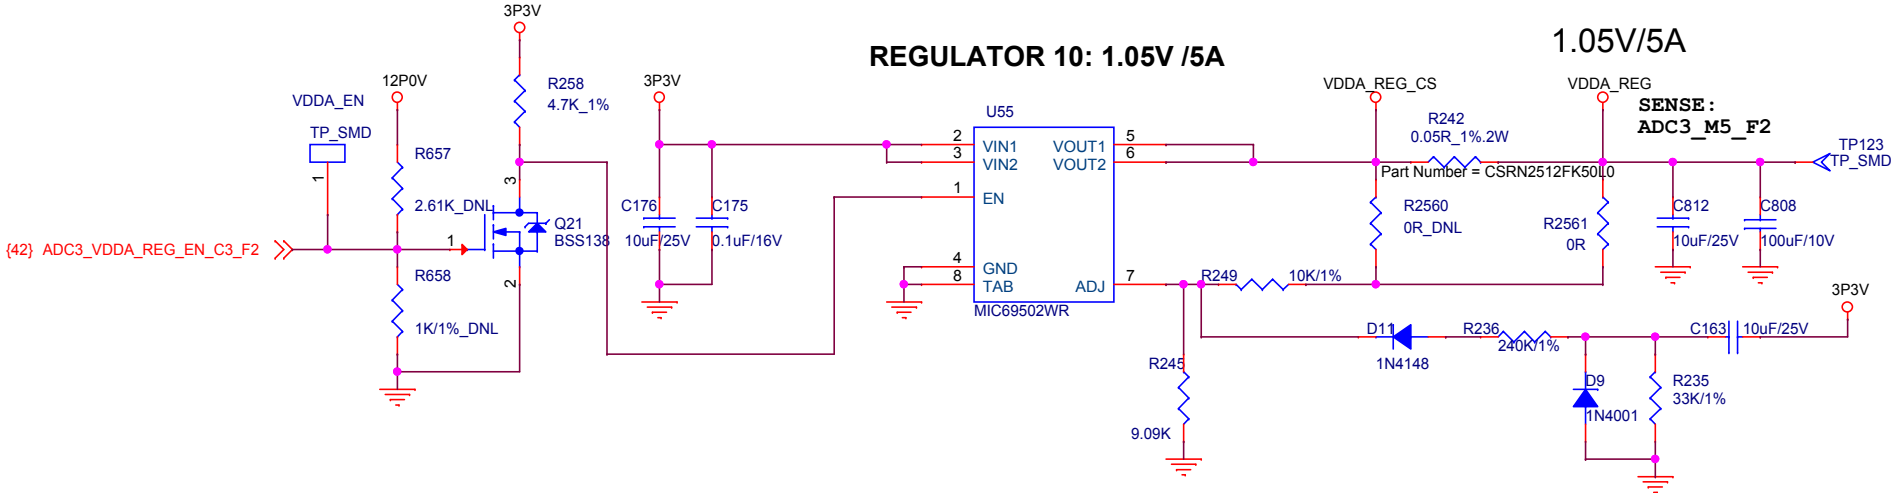 3P3V
REGULATOR 10: 1.05V /5A
1.05V/5A
12P0V
R258
4.7K_1%
3P3V
VDDA_REG_CS
VDDA_REG
VDDA_EN
TP_SMD
1
SENSE:
ADC3_M5_F2
U55
R242
0.05R_1%.2W
R657
2.61K_DNL
2 VIN1 VOUT1 5
3 VIN2 VOUT2 6
1 EN
4 GND
8 TAB ADJ 7
MIC69502WR
TP123
TP_SMD
Part Number = CSRN2512FK50L0
3
1
2
Q21
BSS138
C176
10uF/25V
C175
0.1uF/16V
R2560
0R_DNL
R2561
0R
C812
10uF/25V
C808
100uF/10V
{42} ADC3_VDDA_REG_EN_C3_F2
R658
1K/1%_DNL
R249 10K/1%
3P3V
D11
1N4148
R236
240K/1%
C163 10uF/25V
R245
9.09K
D9
1N4001
R235
33K/1%